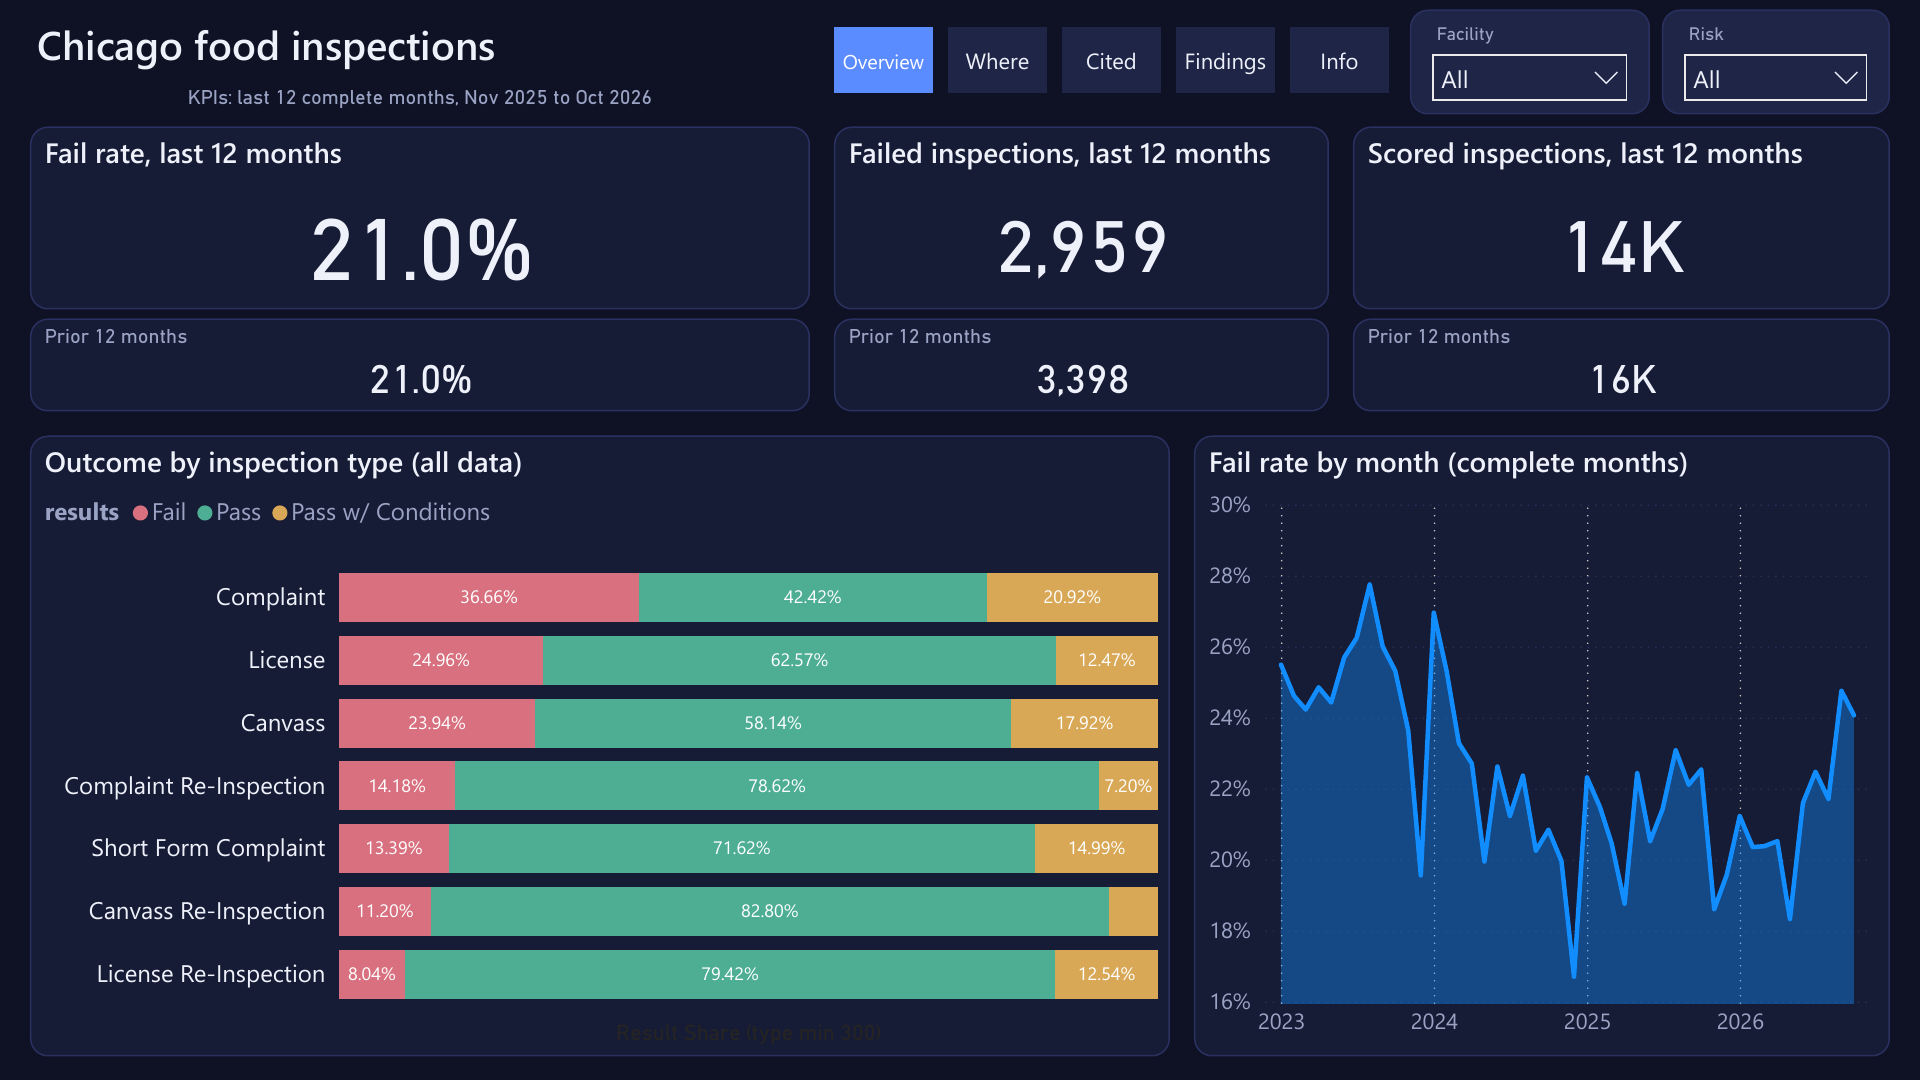 Chicago food inspections
KPIs: last 12 complete months, Nov 2025 to Oct 2026
Overview
Where
Cited
Findings
Info
Facility
All
Risk
All
Fail rate, last 12 months
21.0%
Prior 12 months
21.0%
Failed inspections, last 12 months
2,959
Prior 12 months
3,398
Scored inspections, last 12 months
14K
Prior 12 months
16K
Outcome by inspection type (all data)
results Fail Pass Pass w/ Conditions
Complaint 36.66% 42.42% 20.92%
License 24.96% 62.57% 12.47%
Canvass 23.94% 58.14% 17.92%
Complaint Re-Inspection 14.18% 78.62% 7.20%
Short Form Complaint 13.39% 71.62% 14.99%
Canvass Re-Inspection 11.20% 82.80%
License Re-Inspection 8.04% 79.42% 12.54%
Result Share (type min 300)
Fail rate by month (complete months)
30%
28%
26%
24%
22%
20%
18%
16%
2023 2024 2025 2026